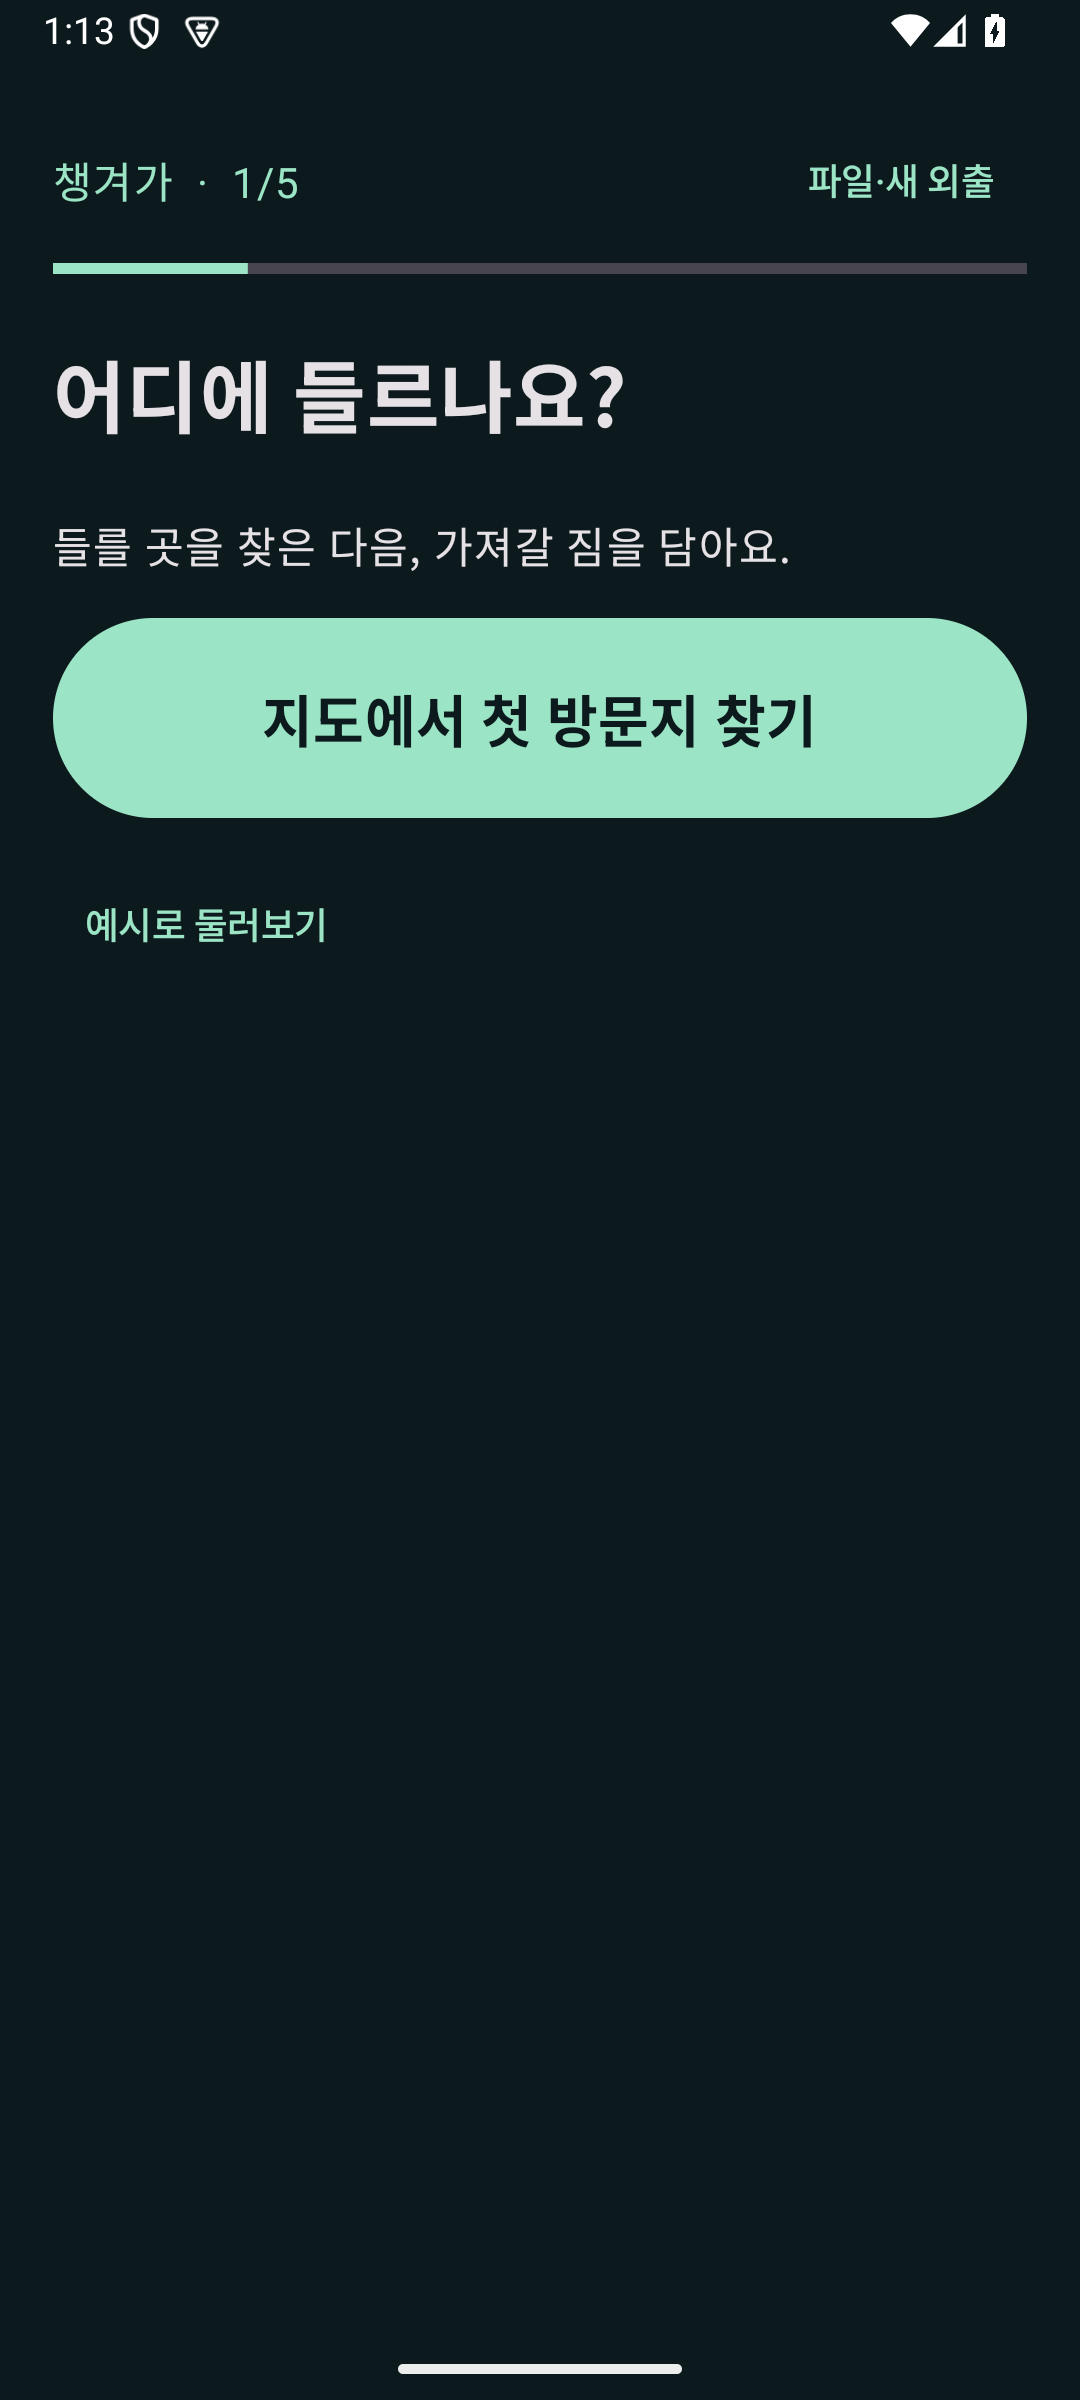 1:13
챙겨가 · 1/5
파일·새 외출
어디에 들르나요?
들를 곳을 찾은 다음, 가져갈 짐을 담아요.
지도에서 첫 방문지 찾기
예시로 둘러보기